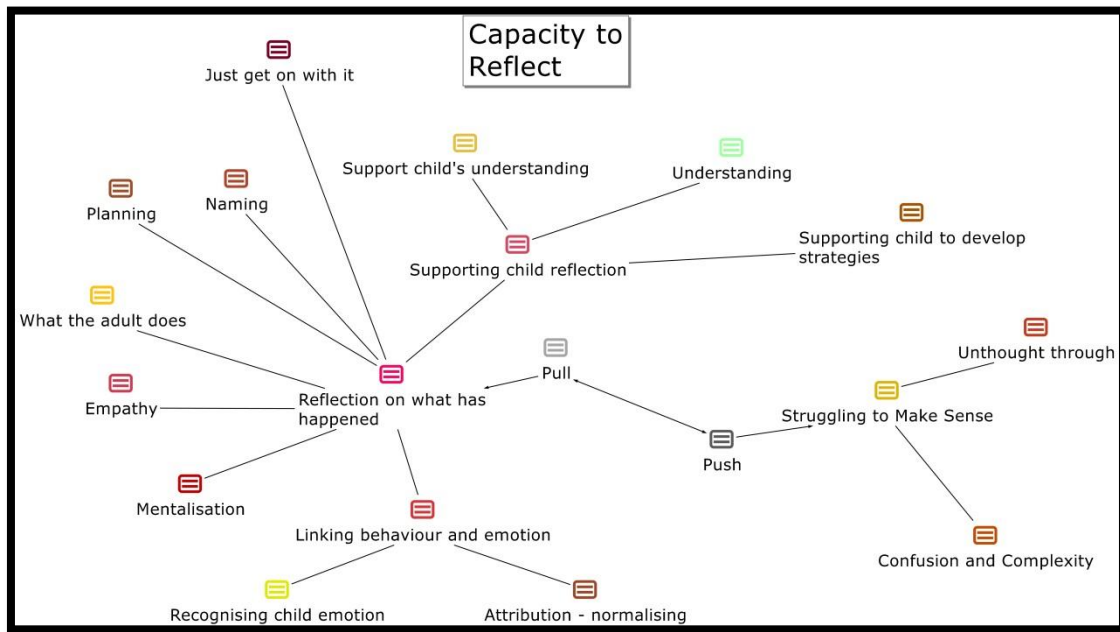 Capacity to
Reflect
Just get on with it
Support child's understanding
Understanding
Planning
Naming
Supporting child to develop
strategies
Supporting child reflection
What the adult does
Unthought through
Pull
Empathy
Reflection on what has
happened
Struggling to Make Sense
Push
Mentalisation
Linking behaviour and emotion
Confusion and Complexity
Recognising child emotion
Attribution - normalising